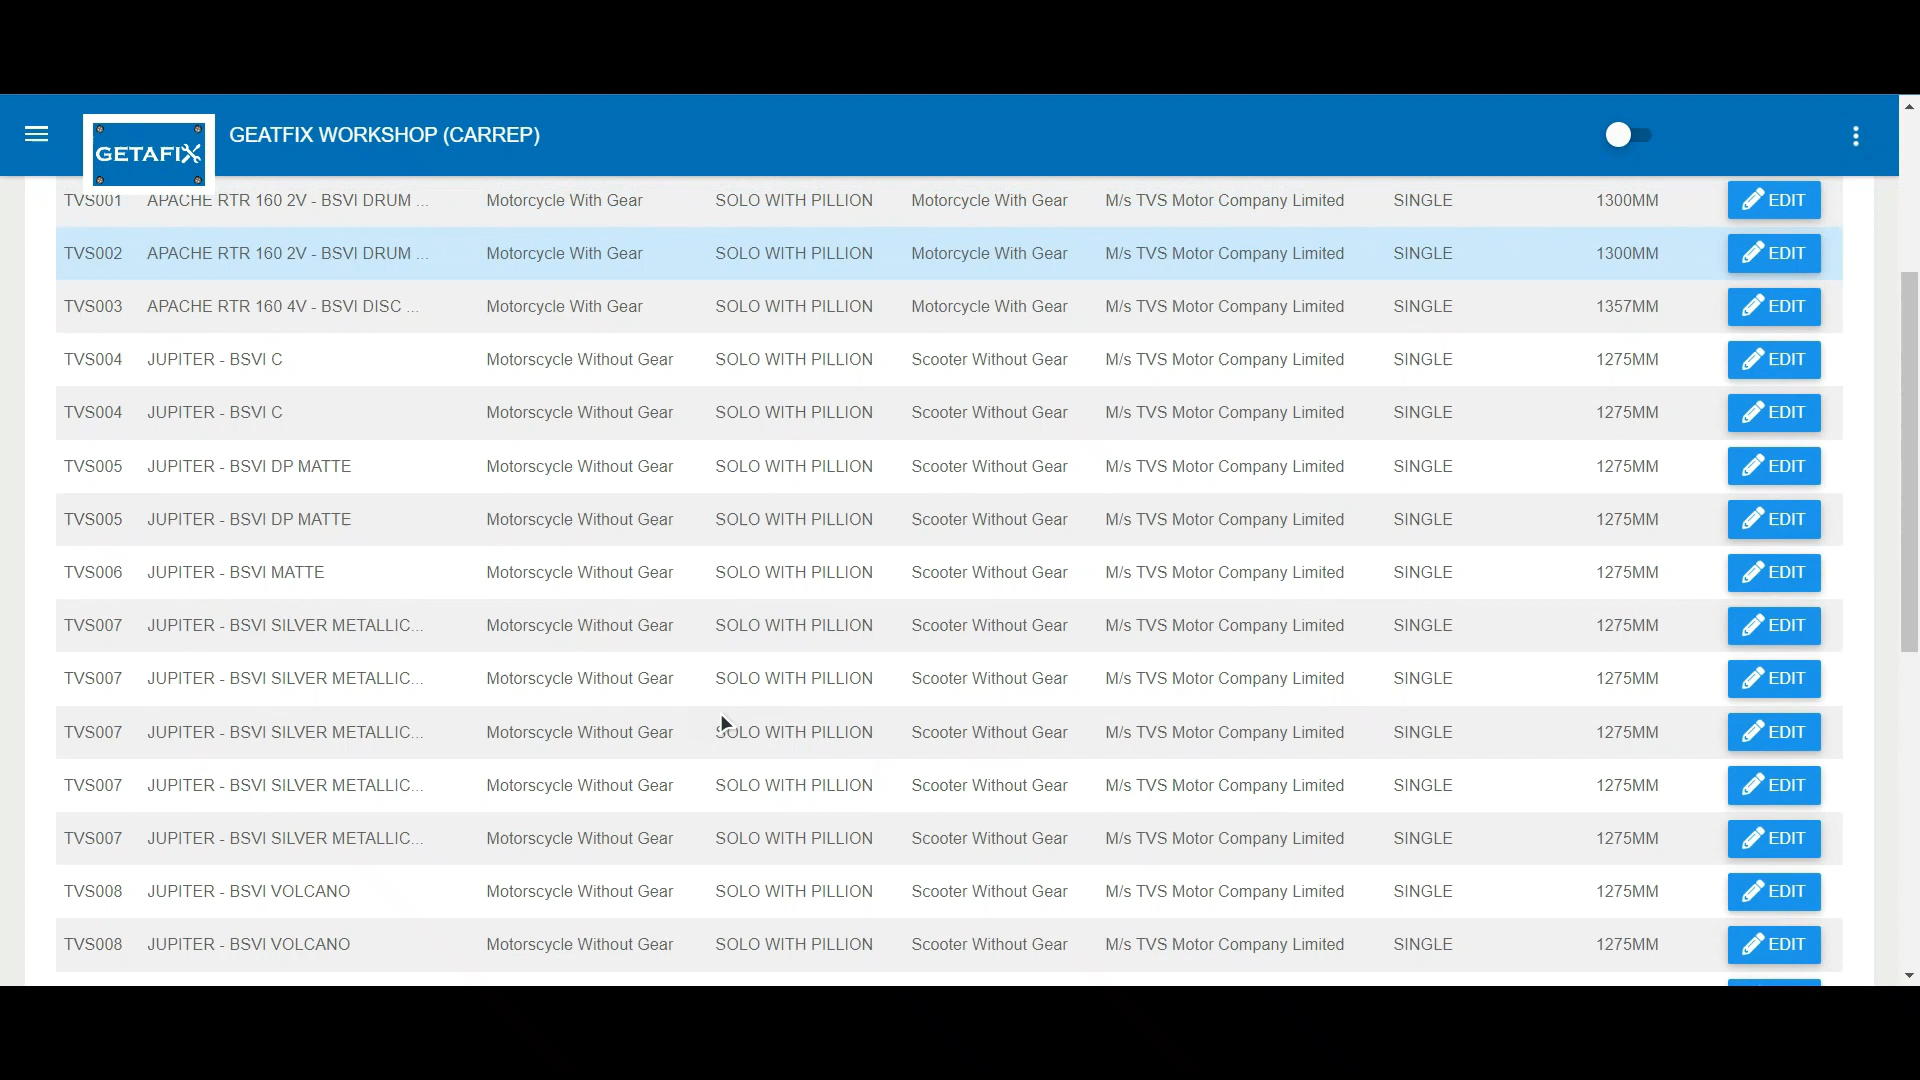 GETAFIX
GEATFIX WORKSHOP (CARREP)
TVS001 APACHE RTR 160 2V - BSVI DRUM ... Motorcycle With Gear SOLO WITH PILLION Motorcycle With Gear M/s TVS Motor Company Limited SINGLE 1300MM EDIT
TVS002 APACHE RTR 160 2V - BSVI DRUM ... Motorcycle With Gear SOLO WITH PILLION Motorcycle With Gear M/s TVS Motor Company Limited SINGLE 1300MM EDIT
TVS003 APACHE RTR 160 4V - BSVI DISC ... Motorcycle With Gear SOLO WITH PILLION Motorcycle With Gear M/s TVS Motor Company Limited SINGLE 1357MM EDIT
TVS004 JUPITER - BSVI C Motorscycle Without Gear SOLO WITH PILLION Scooter Without Gear M/s TVS Motor Company Limited SINGLE 1275MM EDIT
TVS004 JUPITER - BSVI C Motorscycle Without Gear SOLO WITH PILLION Scooter Without Gear M/s TVS Motor Company Limited SINGLE 1275MM EDIT
TVS005 JUPITER - BSVI DP MATTE Motorscycle Without Gear SOLO WITH PILLION Scooter Without Gear M/s TVS Motor Company Limited SINGLE 1275MM EDIT
TVS005 JUPITER - BSVI DP MATTE Motorscycle Without Gear SOLO WITH PILLION Scooter Without Gear M/s TVS Motor Company Limited SINGLE 1275MM EDIT
TVS006 JUPITER - BSVI MATTE Motorscycle Without Gear SOLO WITH PILLION Scooter Without Gear M/s TVS Motor Company Limited SINGLE 1275MM EDIT
TVS007 JUPITER - BSVI SILVER METALLIC... Motorscycle Without Gear SOLO WITH PILLION Scooter Without Gear M/s TVS Motor Company Limited SINGLE 1275MM EDIT
TVS007 JUPITER - BSVI SILVER METALLIC... Motorscycle Without Gear SOLO WITH PILLION Scooter Without Gear M/s TVS Motor Company Limited SINGLE 1275MM EDIT
TVS007 JUPITER - BSVI SILVER METALLIC... Motorscycle Without Gear SOLO WITH PILLION Scooter Without Gear M/s TVS Motor Company Limited SINGLE 1275MM EDIT
TVS007 JUPITER - BSVI SILVER METALLIC... Motorscycle Without Gear SOLO WITH PILLION Scooter Without Gear M/s TVS Motor Company Limited SINGLE 1275MM EDIT
TVS007 JUPITER - BSVI SILVER METALLIC... Motorscycle Without Gear SOLO WITH PILLION Scooter Without Gear M/s TVS Motor Company Limited SINGLE 1275MM EDIT
TVS008 JUPITER - BSVI VOLCANO Motorscycle Without Gear SOLO WITH PILLION Scooter Without Gear M/s TVS Motor Company Limited SINGLE 1275MM EDIT
TVS008 JUPITER - BSVI VOLCANO Motorscycle Without Gear SOLO WITH PILLION Scooter Without Gear M/s TVS Motor Company Limited SINGLE 1275MM EDIT